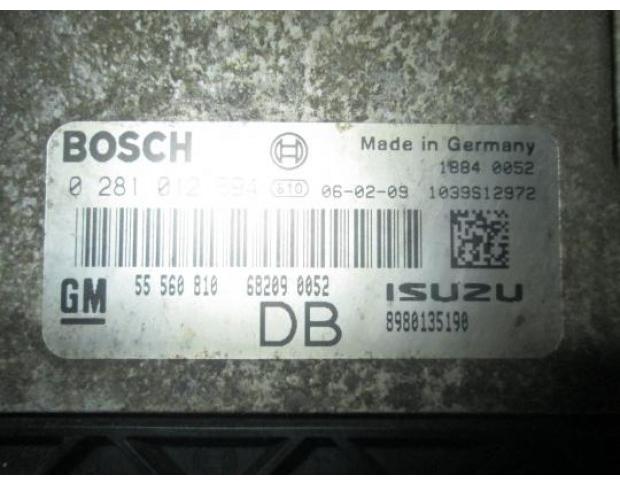 BOSCH Made in Germany
1884 0052
0 281 012 694 610 06-02-09 1039S12972
GM 55 560 810 68209 0052 ISUZU
DB 8980135190